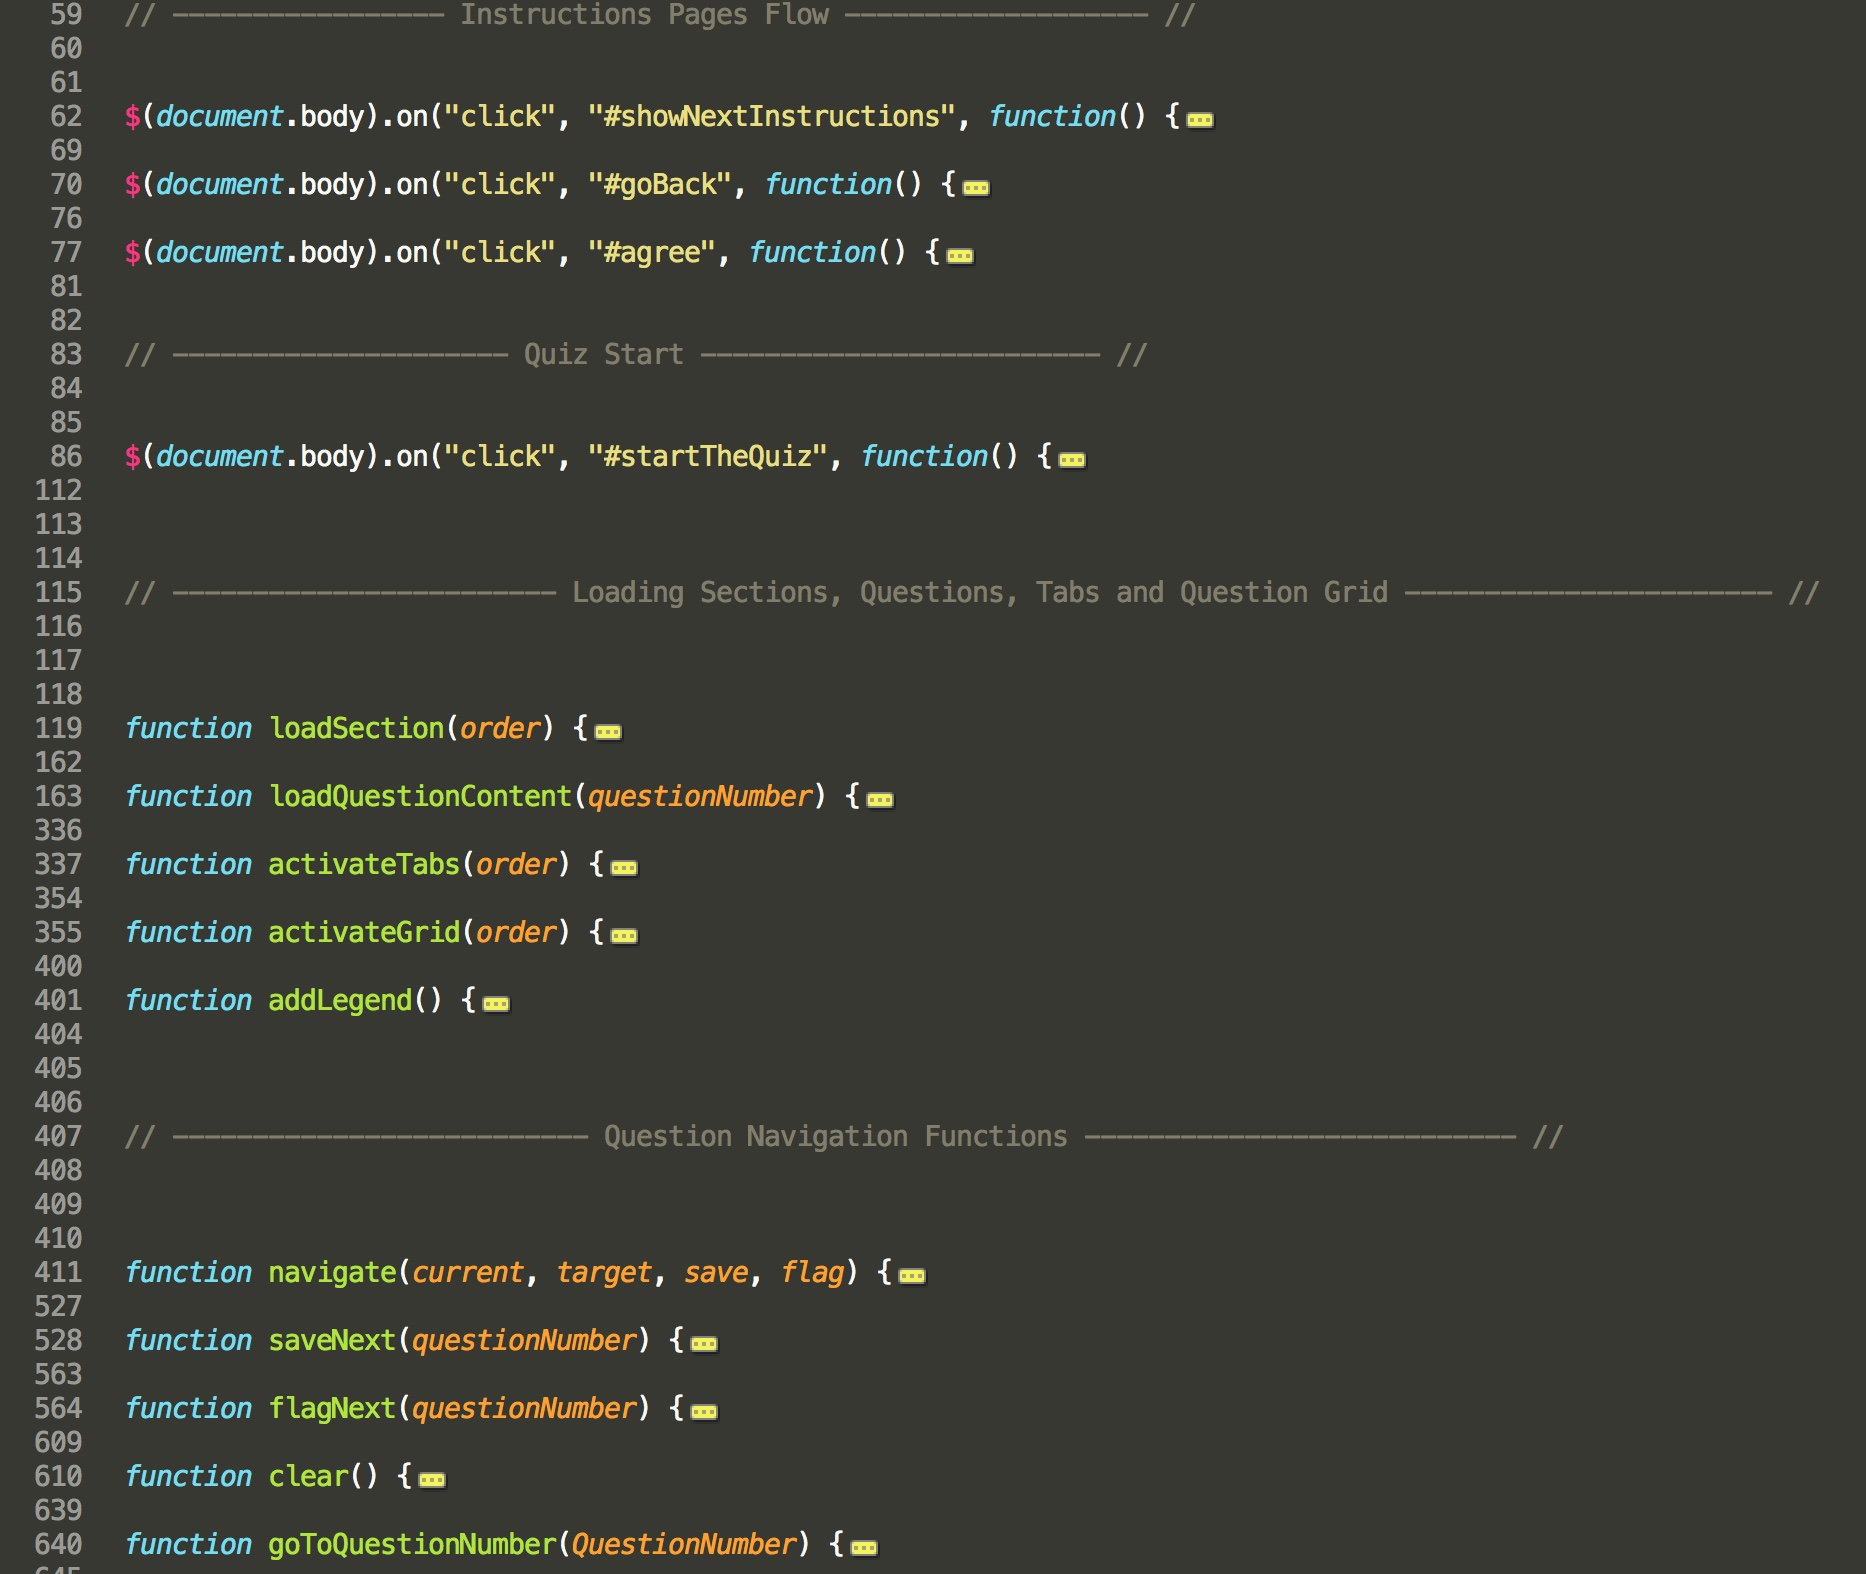 59 // ————————————————— Instructions Pages Flow ——————————————————— //
60
61
62 $(document.body).on("click", "#showNextInstructions", function() {
69
70 $(document.body).on("click", "#goBack", function() {
76
77 $(document.body).on("click", "#agree", function() {
81
82
83 // ————————————————————— Quiz Start ————————————————————————— //
84
85
86 $(document.body).on("click", "#startTheQuiz", function() {
112
113
114
115 // ———————————————————————— Loading Sections, Questions, Tabs and Question Grid ——————————————————————— //
116
117
118
119 function loadSection(order) {
162
163 function loadQuestionContent(questionNumber) {
336
337 function activateTabs(order) {
354
355 function activateGrid(order) {
400
401 function addLegend() {
404
405
406
407 // —————————————————————————— Question Navigation Functions ——————————————————————————— //
408
409
410
411 function navigate(current, target, save, flag) {
527
528 function saveNext(questionNumber) {
563
564 function flagNext(questionNumber) {
609
610 function clear() {
639
640 function goToQuestionNumber(QuestionNumber) {
645